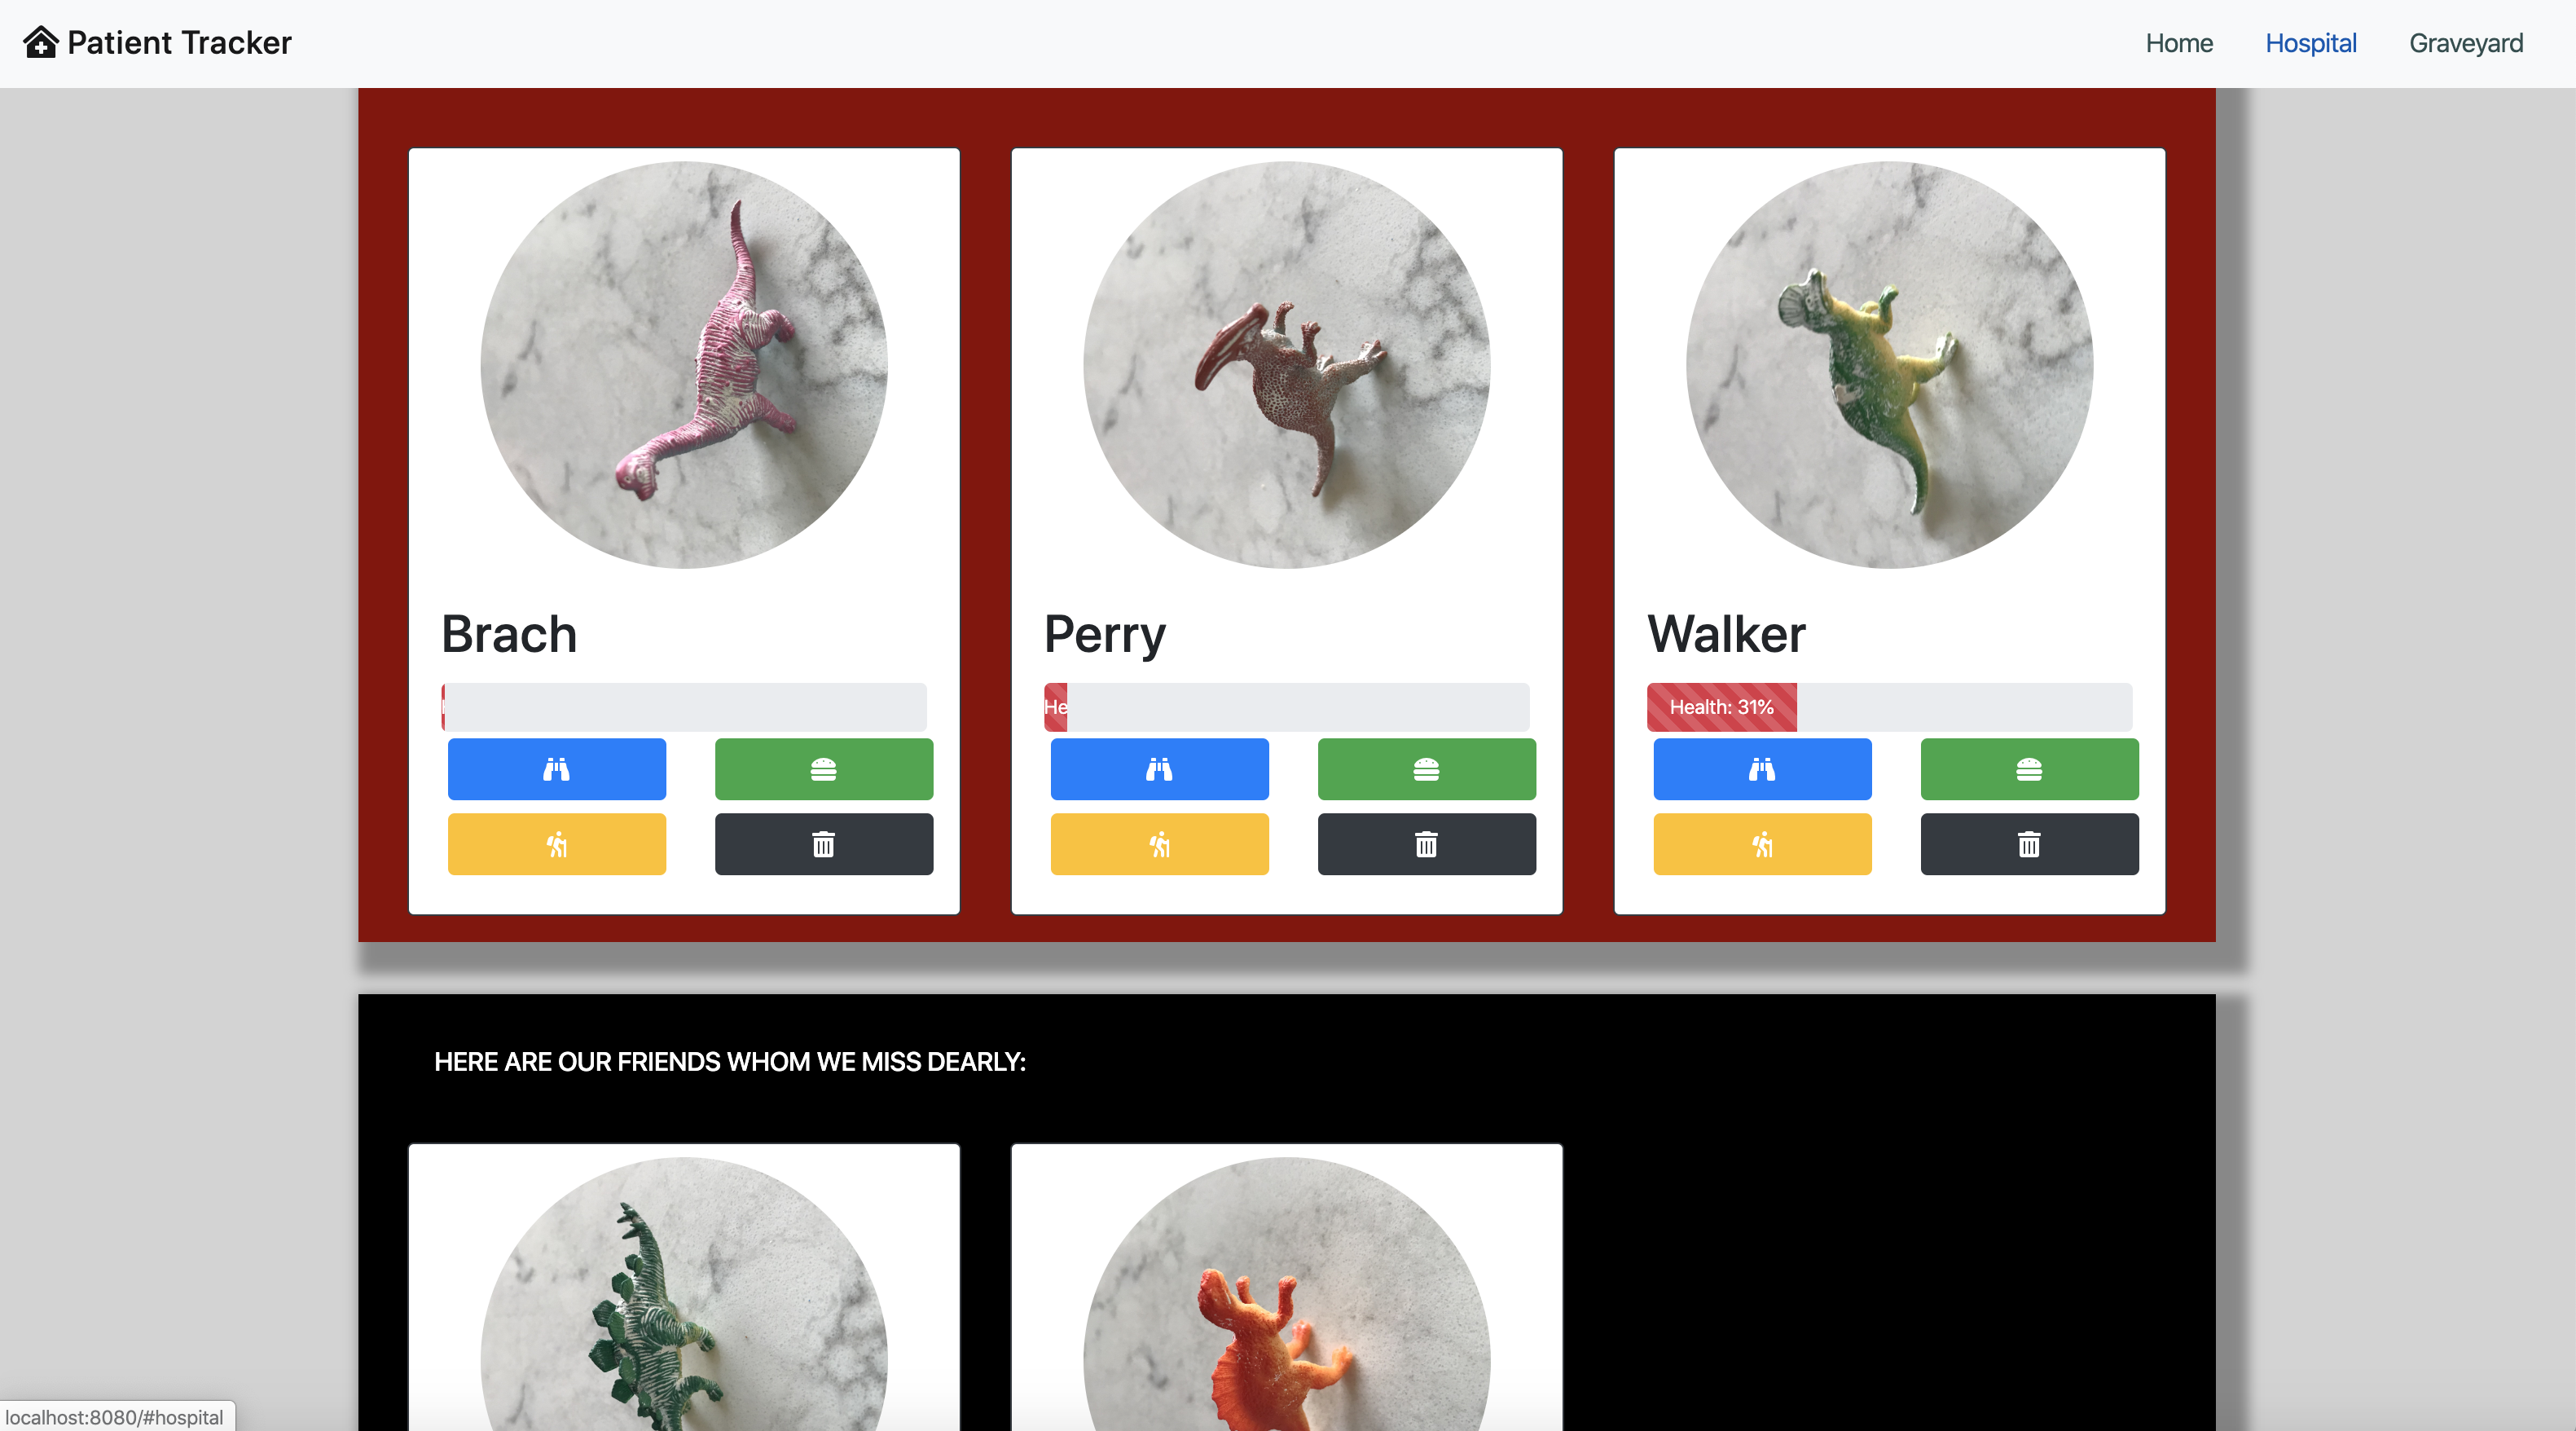 Patient Tracker
Home
Hospital
Graveyard
Brach
Perry
Walker
He
Health: 31%
HERE ARE OUR FRIENDS WHOM WE MISS DEARLY:
localhost:8080/#hospital